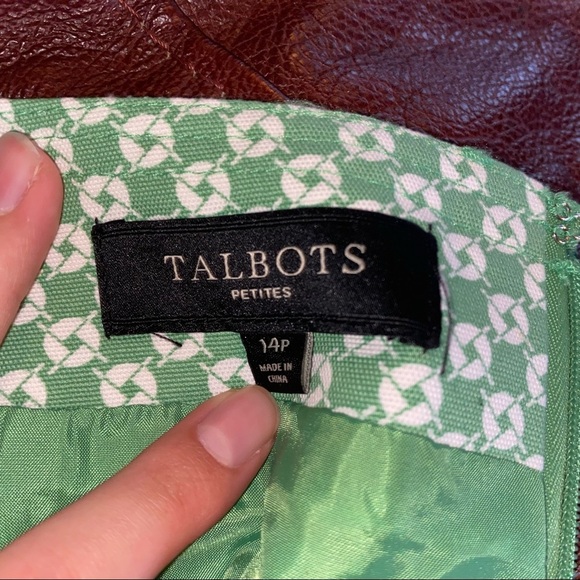 TALBOTS
PETITES
14P
MADE IN
CHINA